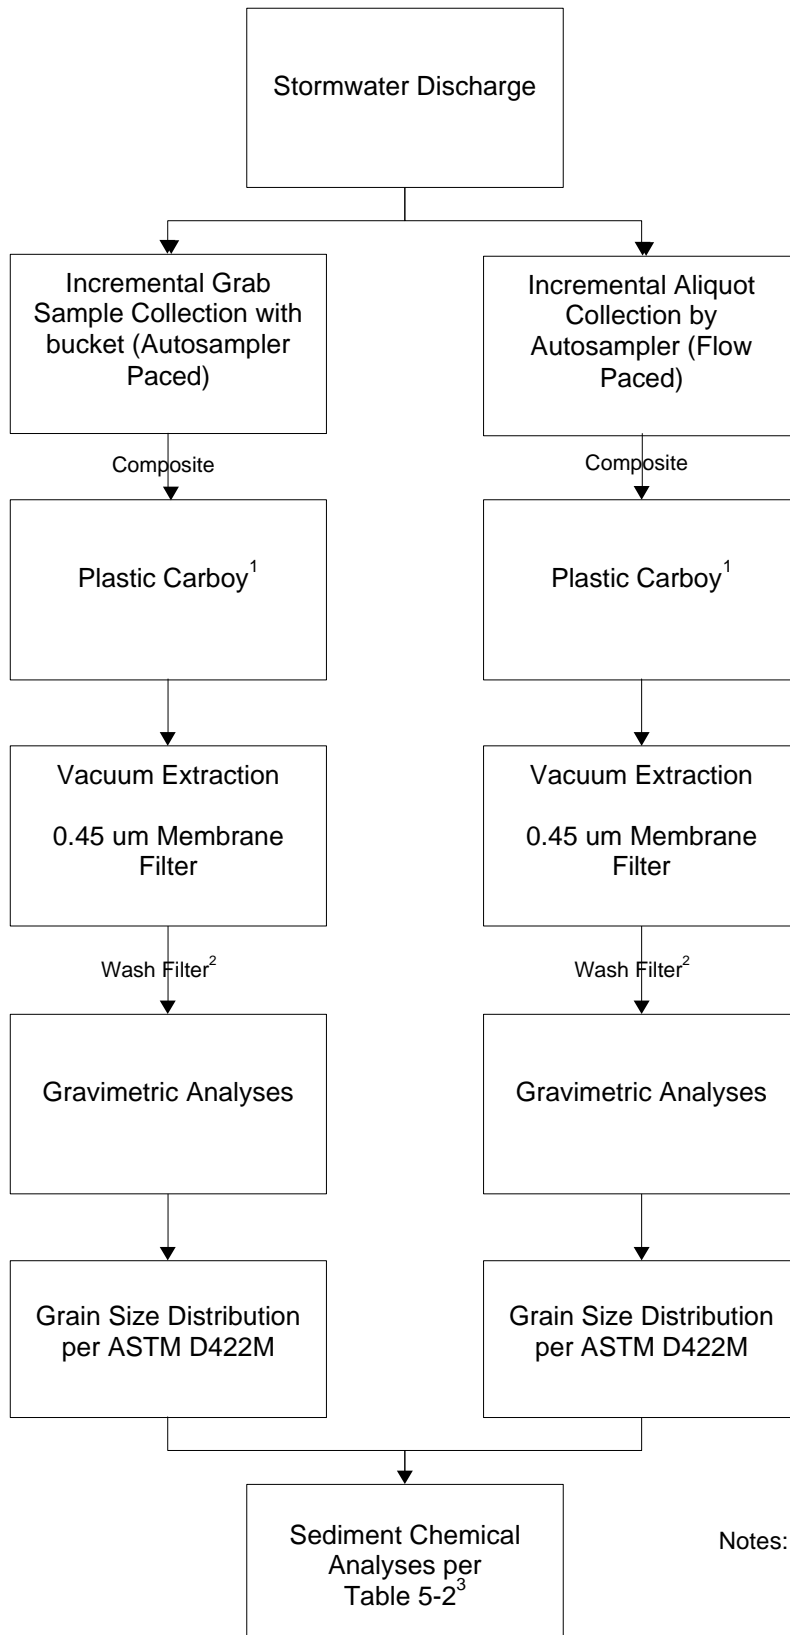 Stormwater Discharge
Incremental Grab
Sample Collection with
bucket (Autosampler
Paced)
Incremental Aliquot
Collection by
Autosampler (Flow
Paced)
Composite
Composite
Plastic Carboy¹
Plastic Carboy¹
Vacuum Extraction
0.45 um Membrane
Filter
Vacuum Extraction
0.45 um Membrane
Filter
Wash Filter²
Wash Filter²
Gravimetric Analyses
Gravimetric Analyses
Grain Size Distribution
per ASTM D422M
Grain Size Distribution
per ASTM D422M
Sediment Chemical
Analyses per
Table 5-2³
Notes: